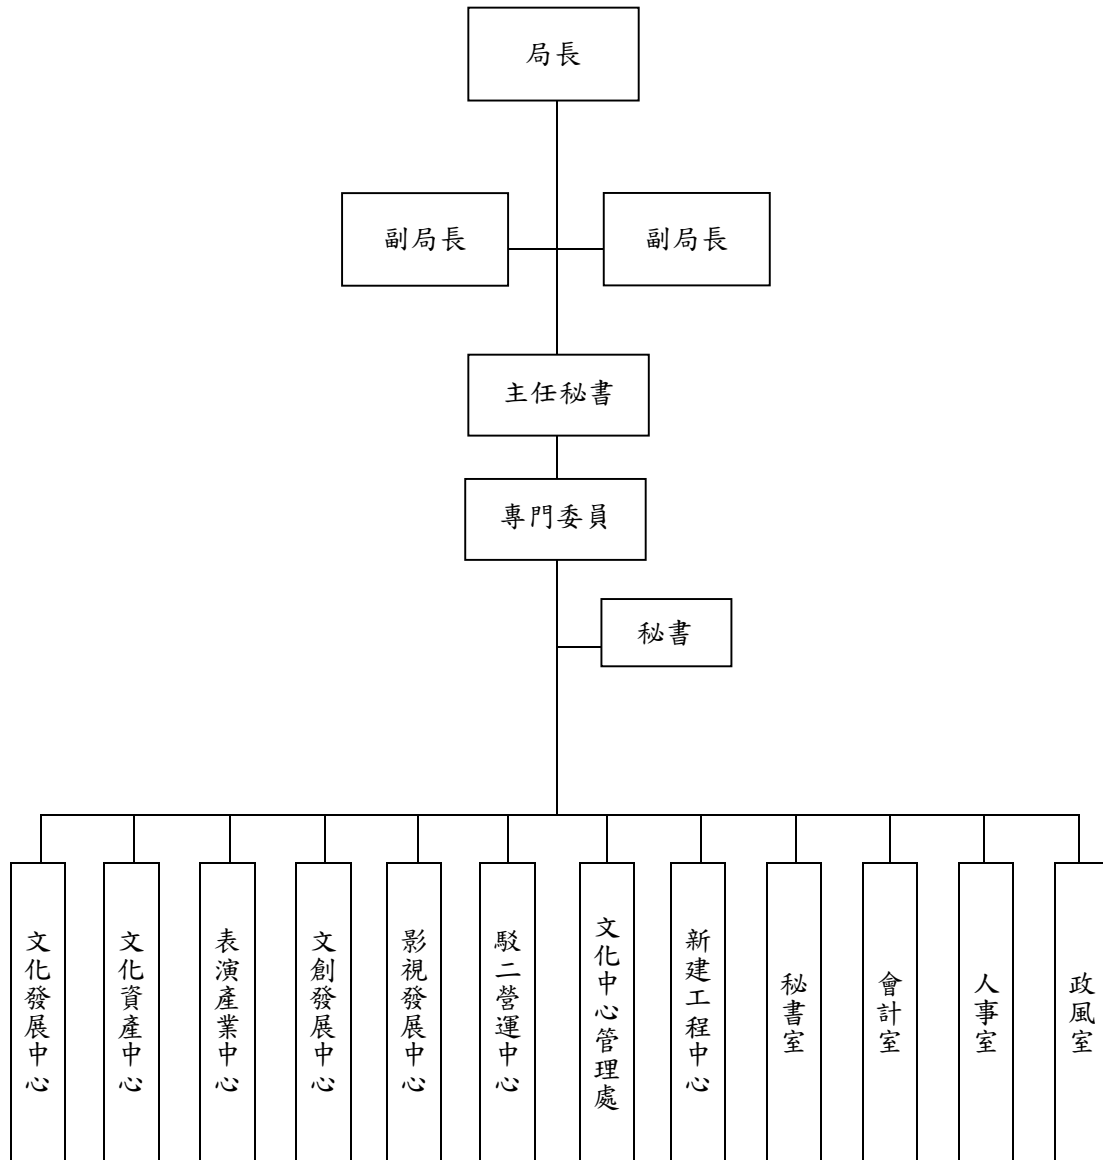 局長
副局長
副局長
主任秘書
專門委員
秘書
文化發展中心
文化資產中心
表演產業中心
文創發展中心
影視發展中心
駁二營運中心
文化中心管理處
新建工程中心
秘書室
會計室
人事室
政風室